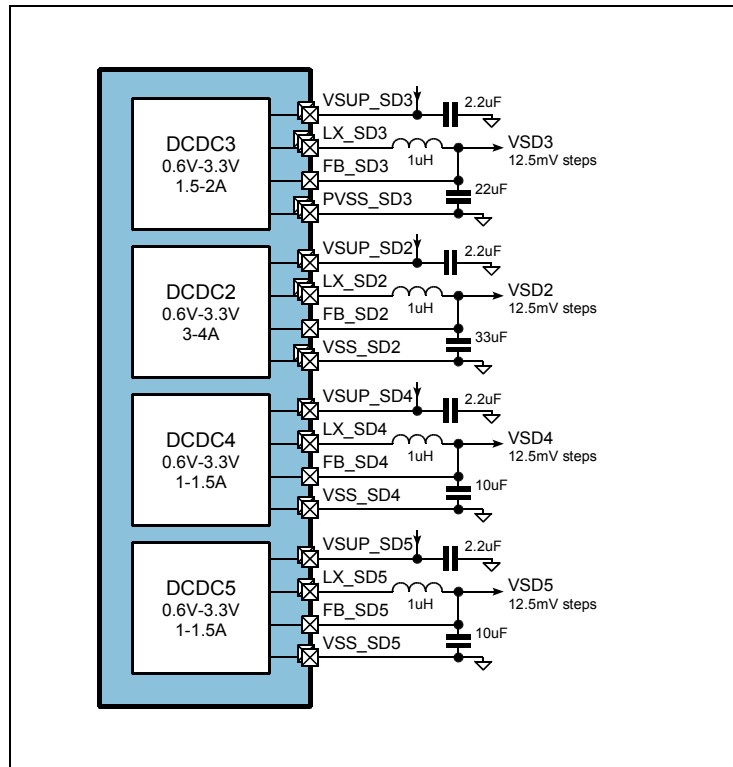 VSUP_SD3
2.2uF
DCDC3
0.6V-3.3V
1.5-2A
LX_SD3
1uH
VSD3
12.5mV steps
FB_SD3
22uF
PVSS_SD3
VSUP_SD2
2.2uF
DCDC2
0.6V-3.3V
3-4A
LX_SD2
1uH
VSD2
12.5mV steps
FB_SD2
33uF
VSS_SD2
VSUP_SD4
2.2uF
DCDC4
0.6V-3.3V
1-1.5A
LX_SD4
1uH
VSD4
12.5mV steps
FB_SD4
10uF
VSS_SD4
VSUP_SD5
2.2uF
DCDC5
0.6V-3.3V
1-1.5A
LX_SD5
1uH
VSD5
12.5mV steps
FB_SD5
10uF
VSS_SD5